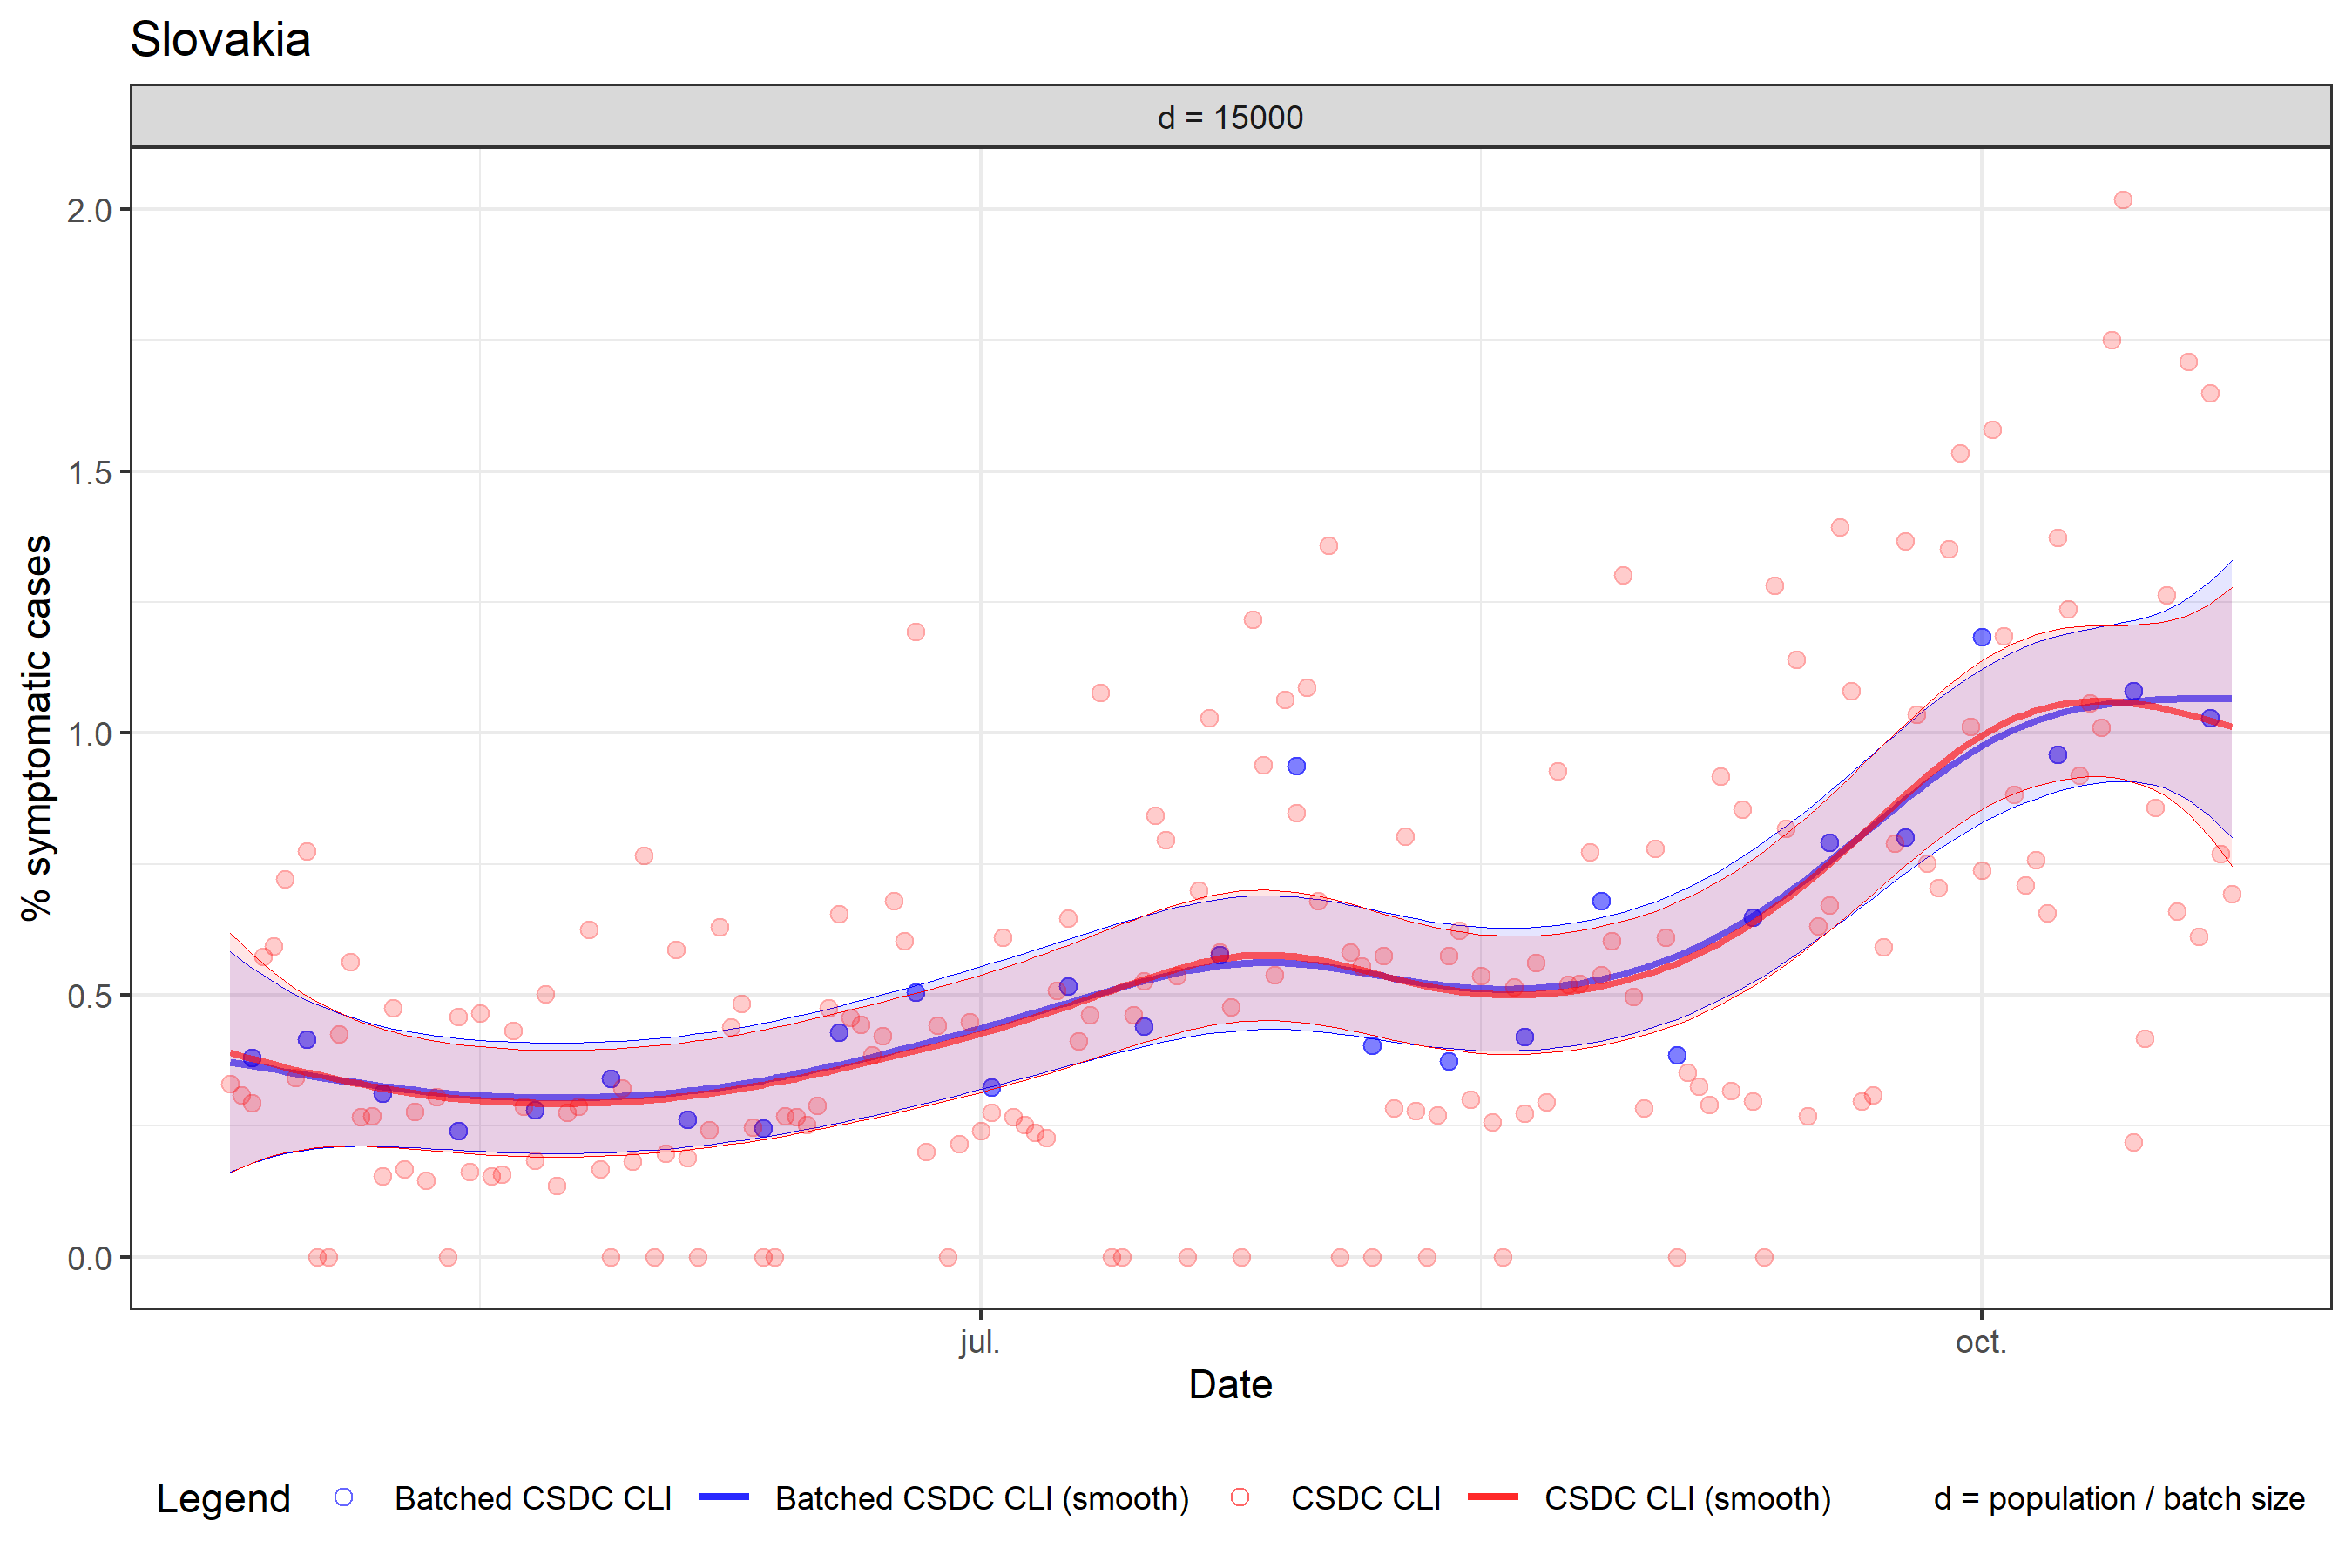 Slovakia
d = 15000
% symptomatic cases
2.0
1.5
1.0
0.5
0.0
jul.
oct.
Date
Legend
Batched CSDC CLI
Batched CSDC CLI (smooth)
CSDC CLI
CSDC CLI (smooth)
d = population / batch size